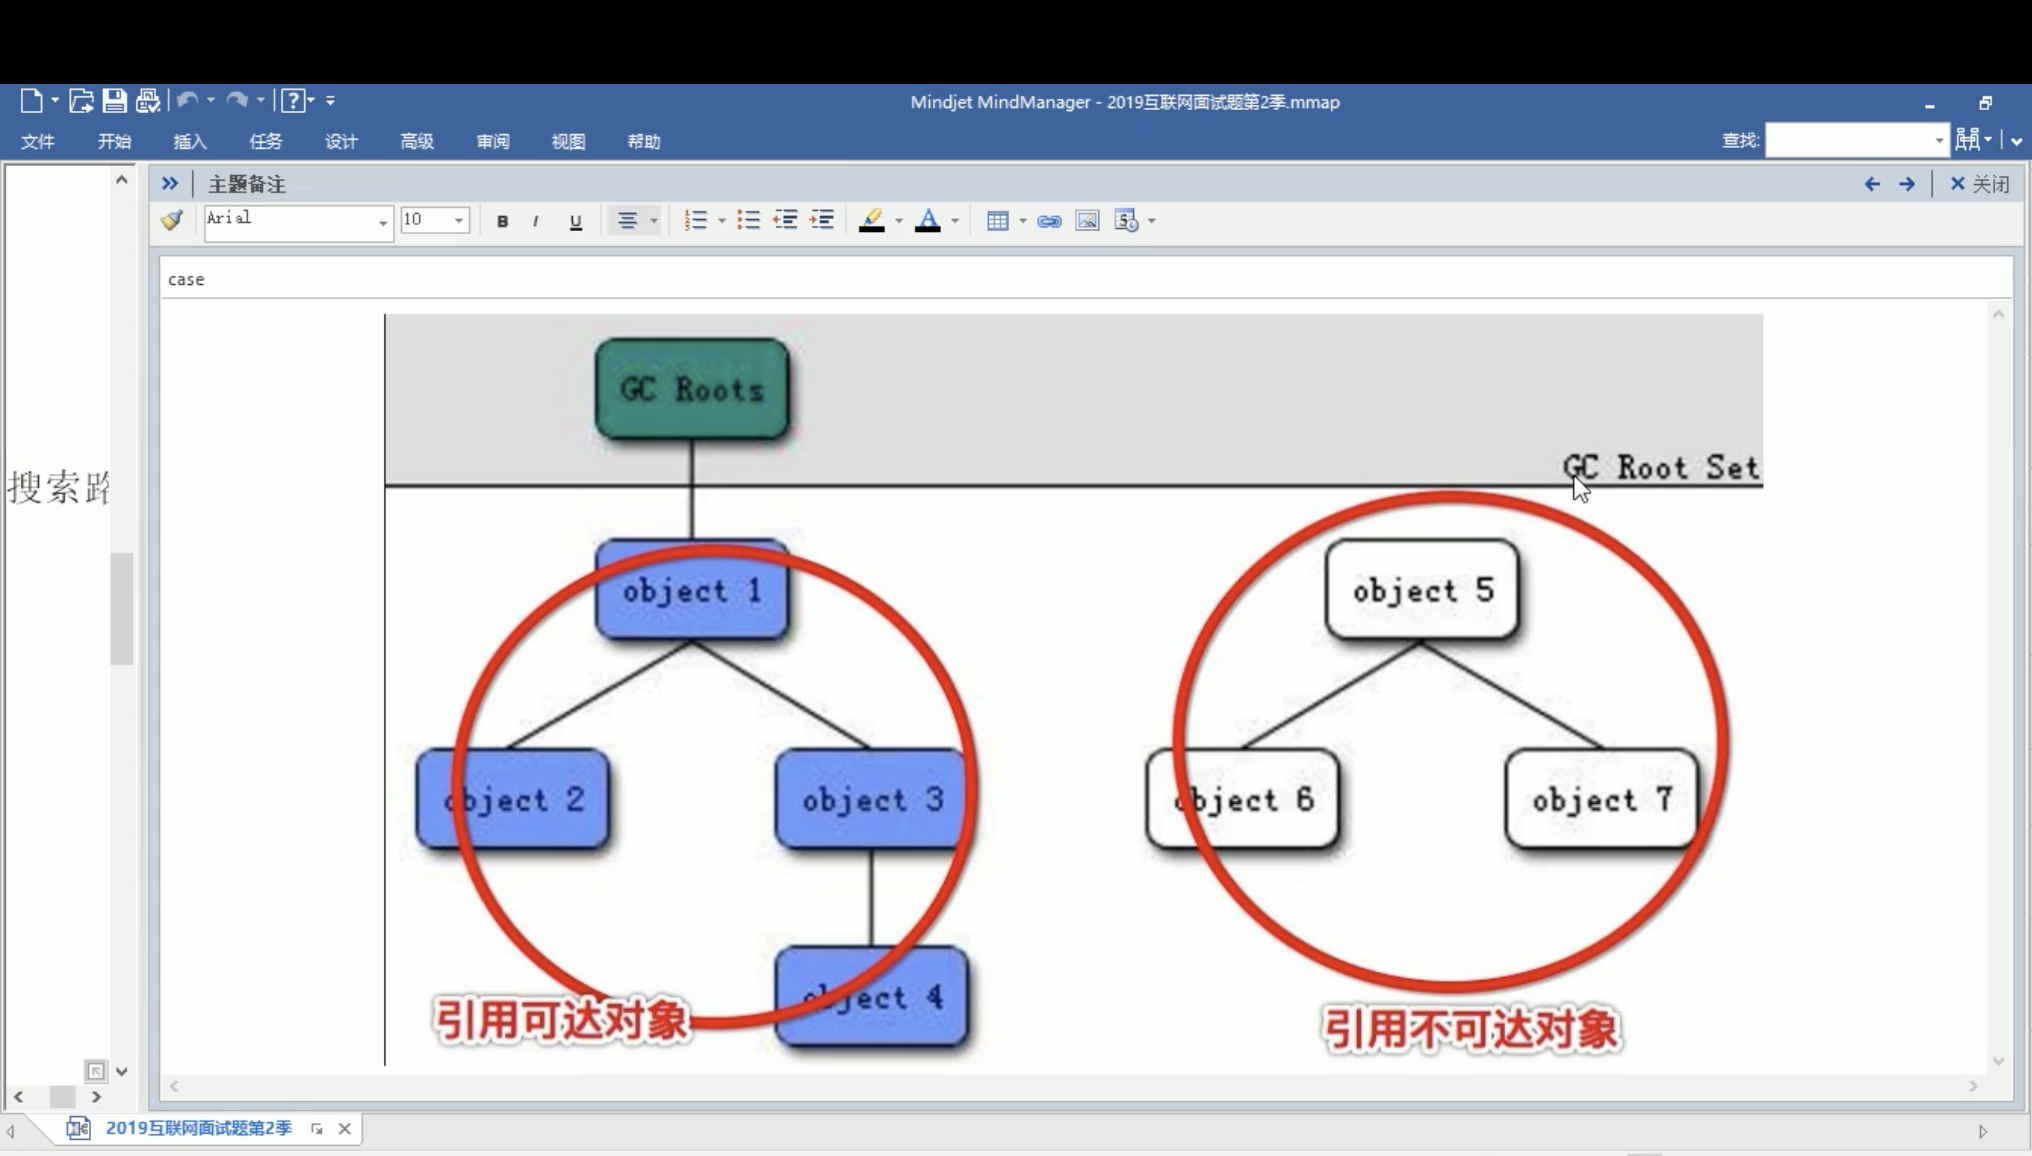 Mindjet MindManager - 2019互联网面试题第2季.mmap
文件 开始 插入 任务 设计 高级 审阅 视图 帮助 查找:
主题备注 关闭
Arial 10 B I U
case
GC Roots
GC Root Set
搜索路
object 1
object 5
object 2
object 3
object 6
object 7
object 4
引用可达对象
引用不可达对象
2019互联网面试题第2季